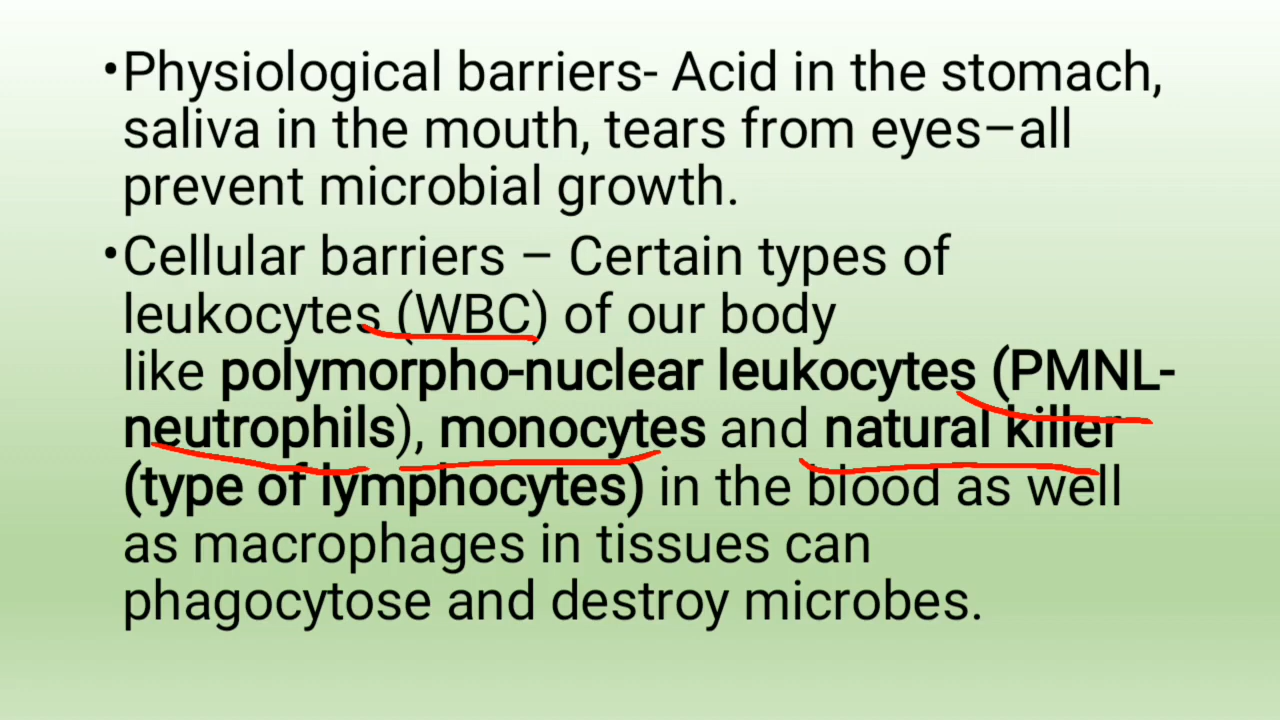 •Physiological barriers- Acid in the stomach,
saliva in the mouth, tears from eyes–all
prevent microbial growth.
•Cellular barriers – Certain types of
leukocytes (WBC) of our body
like polymorpho-nuclear leukocytes (PMNL-
neutrophils), monocytes and natural killer
(type of lymphocytes) in the blood as well
as macrophages in tissues can
phagocytose and destroy microbes.